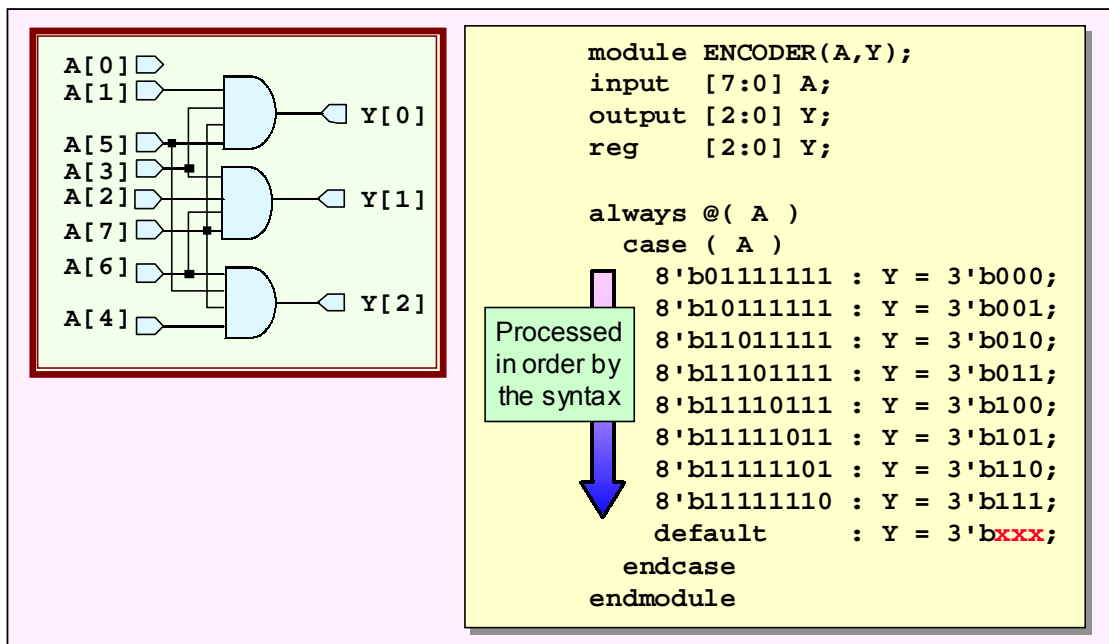 A[0]
A[1]
A[5]
A[3]
A[2]
A[7]
A[6]
A[4]
Y[0]
Y[1]
Y[2]
module ENCODER(A,Y);
input [7:0] A;
output [2:0] Y;
reg [2:0] Y;
always @( A )
case ( A )
8'b01111111 : Y = 3'b000;
8'b10111111 : Y = 3'b001;
8'b11011111 : Y = 3'b010;
8'b11101111 : Y = 3'b011;
8'b11110111 : Y = 3'b100;
8'b11111011 : Y = 3'b101;
8'b11111101 : Y = 3'b110;
8'b11111110 : Y = 3'b111;
default : Y = 3'bxxx;
endcase
endmodule
Processed
in order by
the syntax